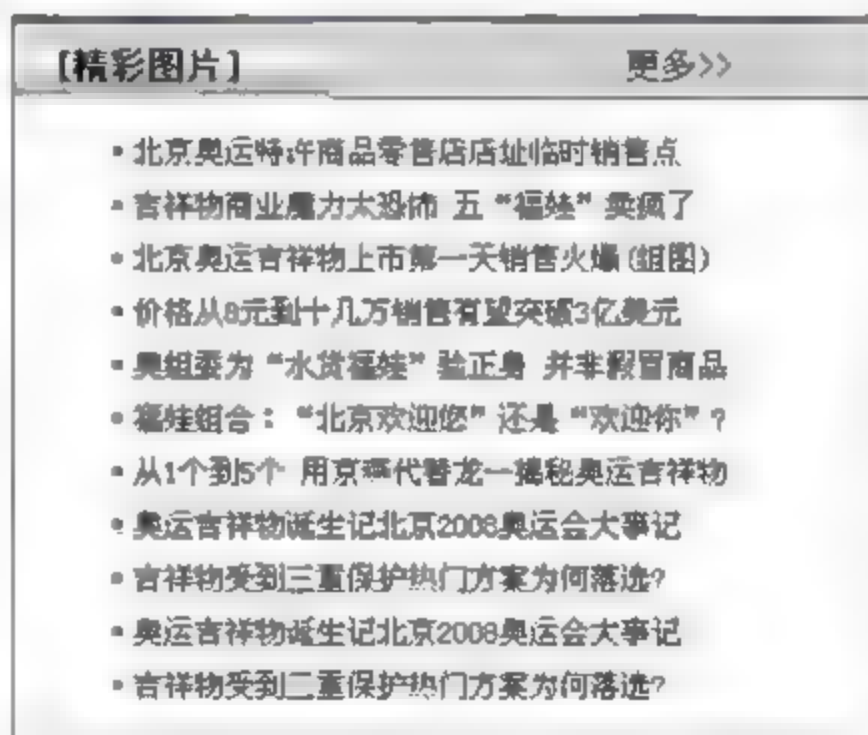 [精彩图片] 更多>>
• 北京奥运特许商品零售店店址临时销售点
• 吉祥物商业魔力太恐怖 五“福娃”卖疯了
• 北京奥运吉祥物上市第一天销售火爆(组图)
• 价格从8元到十几万销售有望突破3亿美元
• 奥组委为“水货福娃”验正身 并非假冒商品
• 福娃组合：“北京欢迎您”还是“欢迎你”?
• 从1个到5个 用京燕代替龙一揭秘奥运吉祥物
• 奥运吉祥物诞生记北京2008奥运会大事记
• 吉祥物受到三重保护热门方案为何落选?
• 奥运吉祥物诞生记北京2008奥运会大事记
• 吉祥物受到三重保护热门方案为何落选?